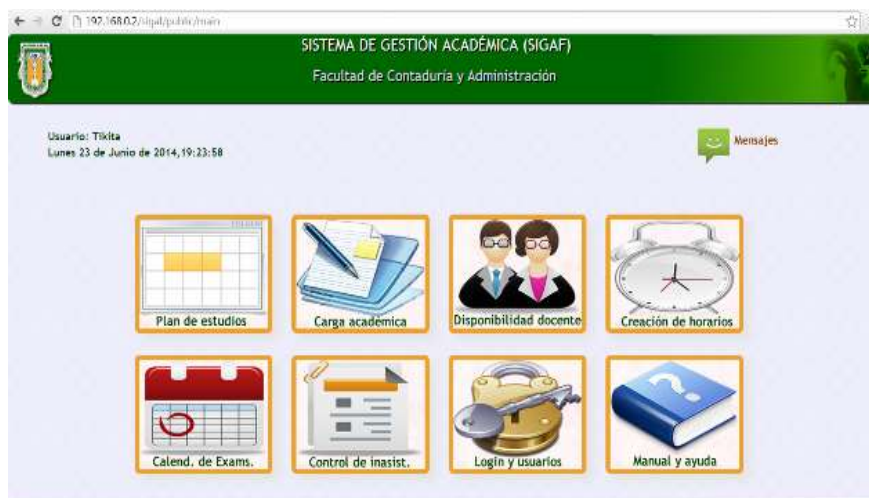 192.168.0.2/sigaf/public/main
SISTEMA DE GESTIÓN ACADÉMICA (SIGAF)
Facultad de Contaduría y Administración
Usuario: Tikita
Lunes 23 de Junio de 2014,19:23:58
Mensajes
Plan de estudios
Carga académica
Disponibilidad docente
Creación de horarios
Calend. de Exams.
Control de inasist.
Login y usuarios
Manual y ayuda